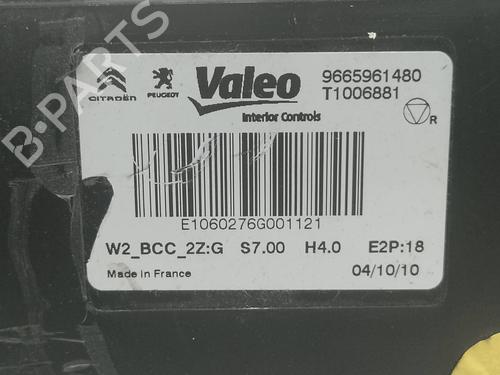 B-PARTS
CITROËN PEUGEOT Valeo 9665961480
T1006881
Interior Controls
R
E1060276G001121
W2_BCC_2Z:G S7.00 H4.0 E2P:18
Made in France 04/10/10